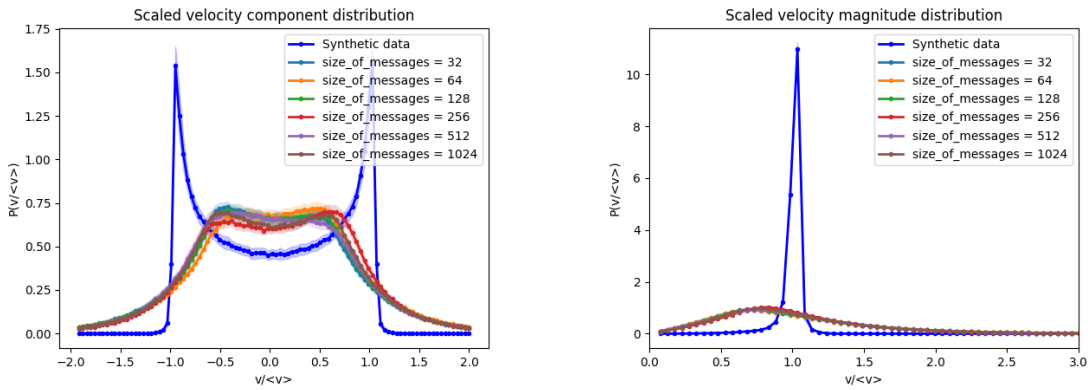 Scaled velocity component distribution
1.75
1.50
1.25
1.00
0.75
0.50
0.25
0.00
P(v/<v>)
Synthetic data
size_of_messages = 32
size_of_messages = 64
size_of_messages = 128
size_of_messages = 256
size_of_messages = 512
size_of_messages = 1024
−2.0 −1.5 −1.0 −0.5 0.0 0.5 1.0 1.5 2.0
v/<v>
Scaled velocity magnitude distribution
10
8
6
4
2
0
P(v/<v>)
Synthetic data
size_of_messages = 32
size_of_messages = 64
size_of_messages = 128
size_of_messages = 256
size_of_messages = 512
size_of_messages = 1024
0.0 0.5 1.0 1.5 2.0 2.5 3.0
v/<v>